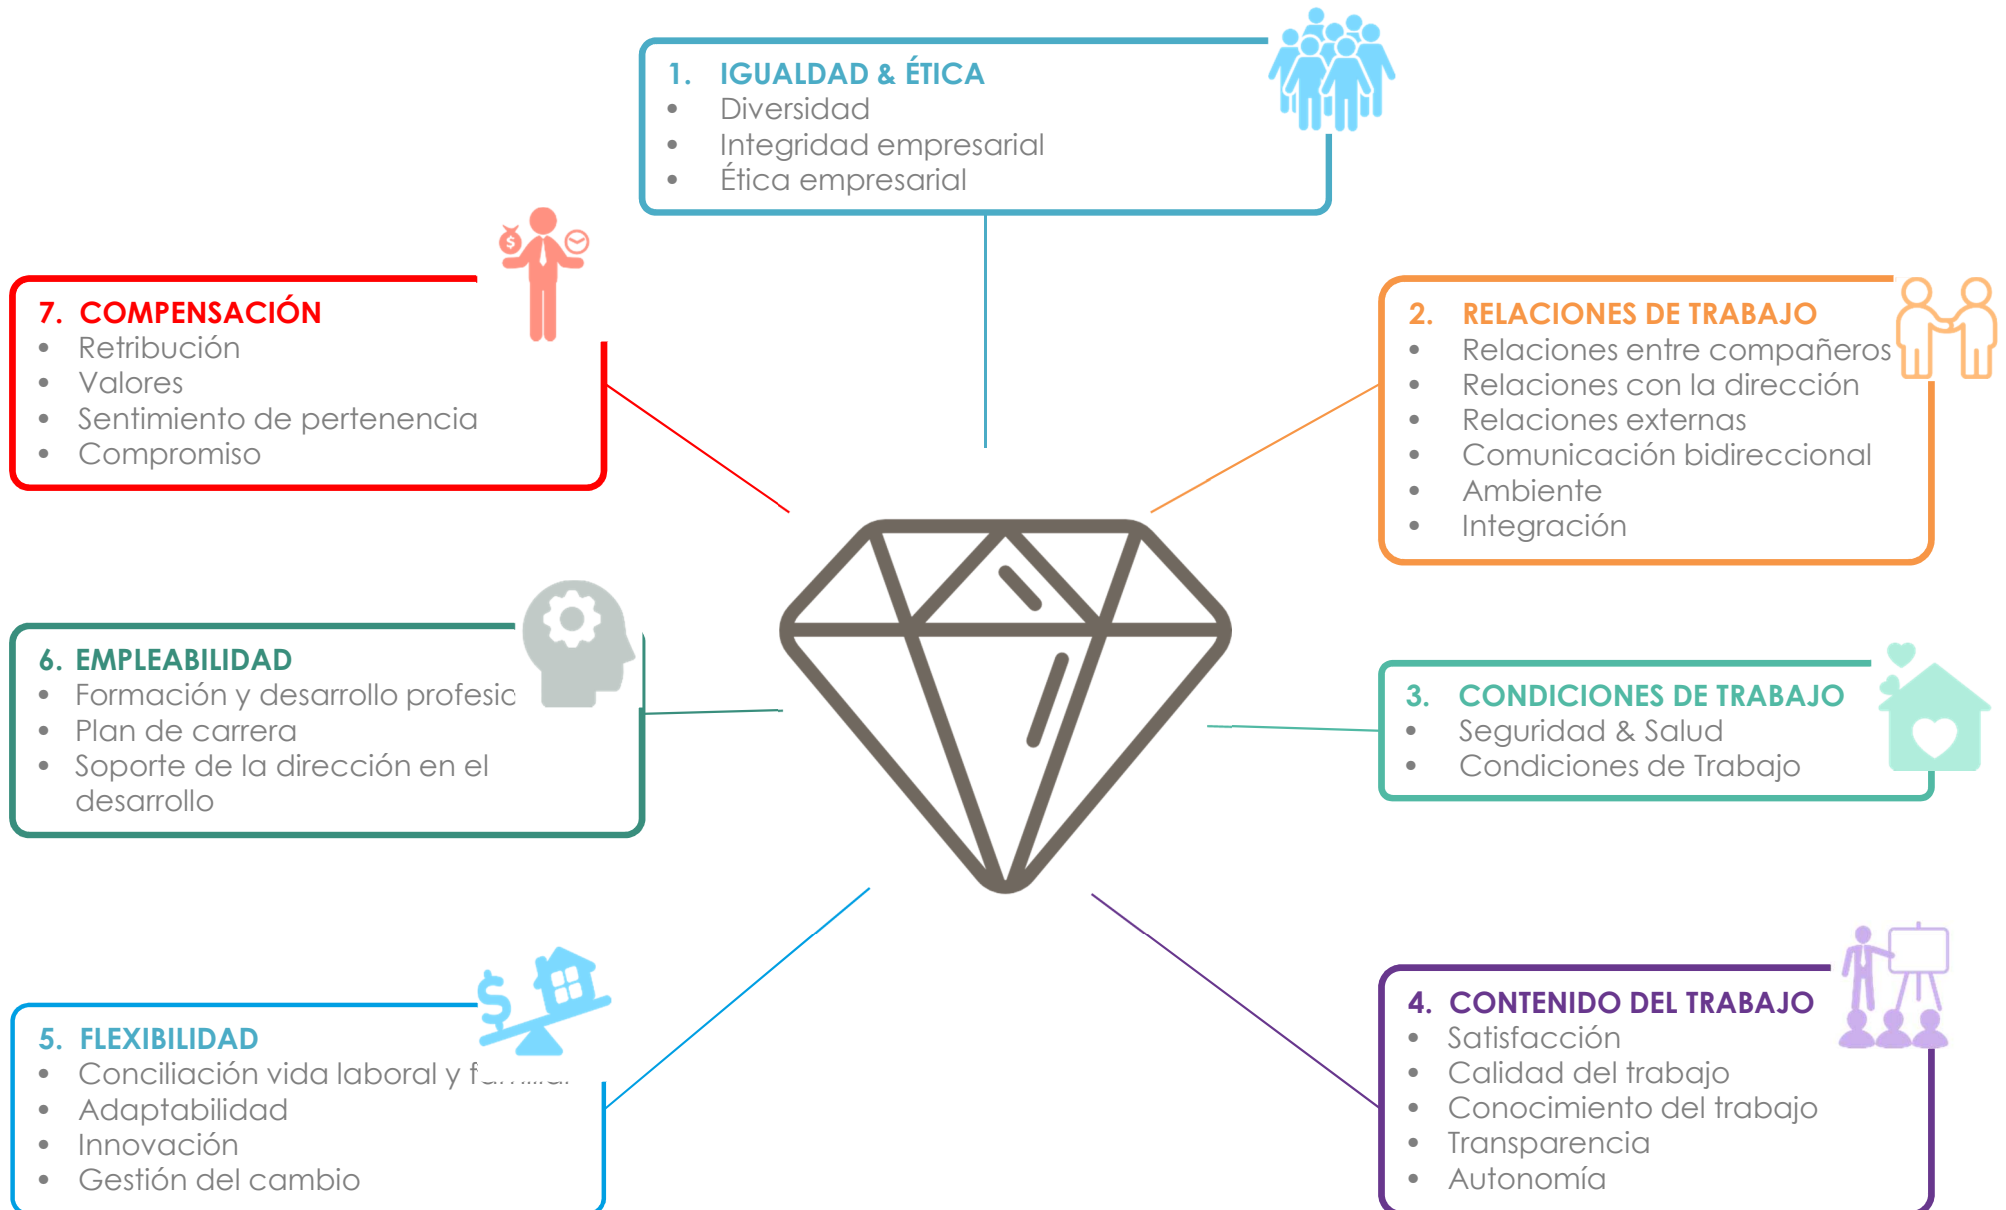 1. IGUALDAD & ÉTICA
• Diversidad
• Integridad empresarial
• Ética empresarial
2. RELACIONES DE TRABAJO
• Relaciones entre compañeros
• Relaciones con la dirección
• Relaciones externas
• Comunicación bidireccional
• Ambiente
• Integración
3. CONDICIONES DE TRABAJO
• Seguridad & Salud
• Condiciones de Trabajo
4. CONTENIDO DEL TRABAJO
• Satisfacción
• Calidad del trabajo
• Conocimiento del trabajo
• Transparencia
• Autonomía
5. FLEXIBILIDAD
• Conciliación vida laboral y
• Adaptabilidad
• Innovación
• Gestión del cambio
6. EMPLEABILIDAD
• Formación y desarrollo
• Plan de carrera
• Soporte de la dirección en el
desarrollo
7. COMPENSACIÓN
• Retribución
• Valores
• Sentimiento de pertenencia
• Compromiso
$
$